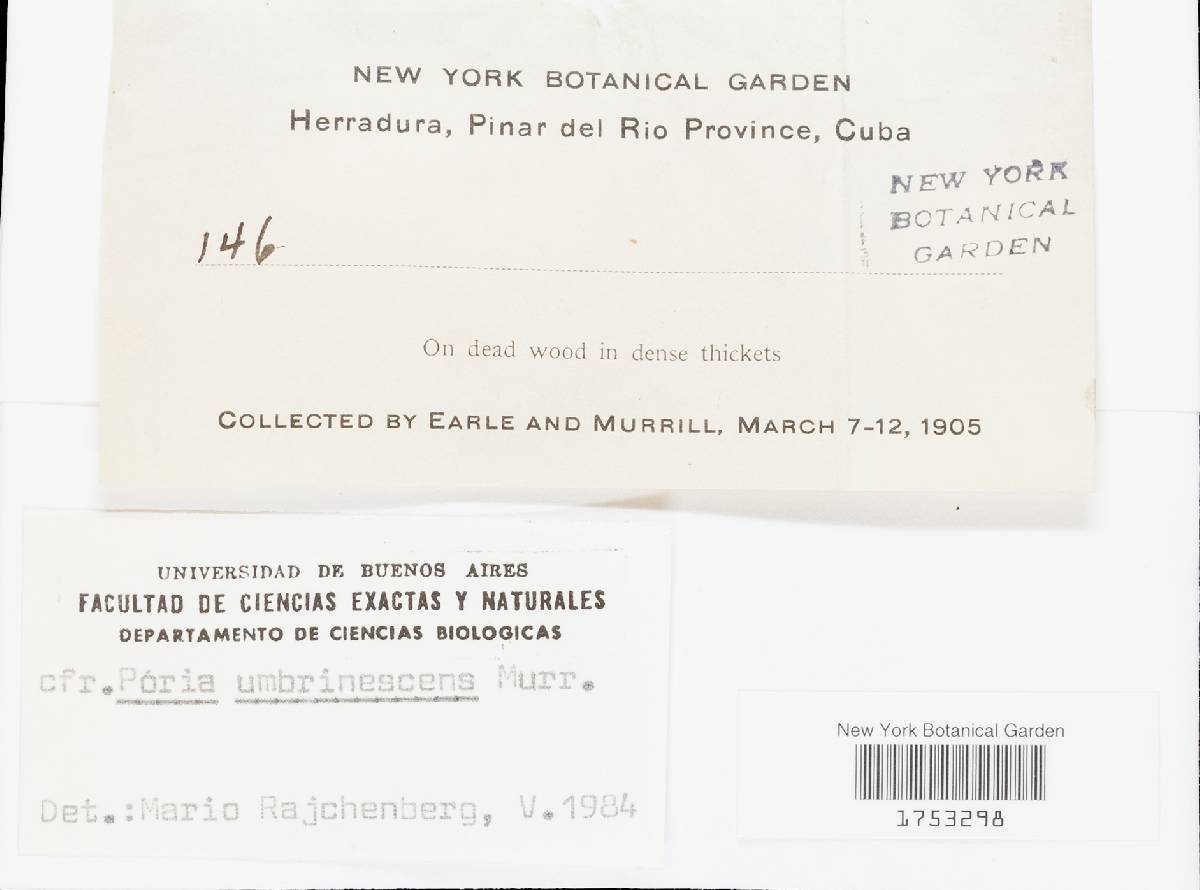 NEW YORK BOTANICAL GARDEN
Herradura, Pinar del Rio Province, Cuba
NEW YORK
BOTANICAL
GARDEN
146
On dead wood in dense thickets
COLLECTED BY EARLE AND MURRILL, MARCH 7-12, 1905
UNIVERSIDAD DE BUENOS AIRES
FACULTAD DE CIENCIAS EXACTAS Y NATURALES
DEPARTAMENTO DE CIENCIAS BIOLOGICAS
cfr.Pória umbrinescens Murr.
Det.:Mario Rajchenberg, V.1984
New York Botanical Garden
1753298